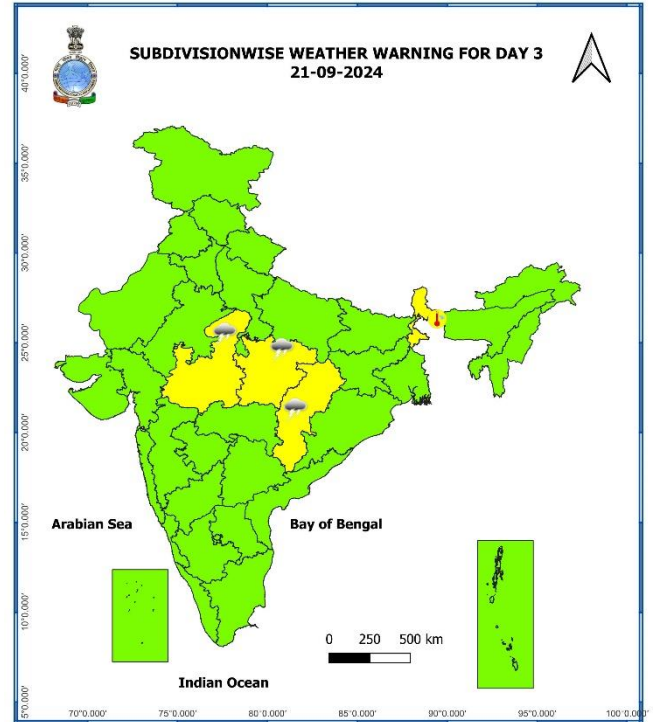 SUBDIVISIONWISE WEATHER WARNING FOR DAY 3
21-09-2024
40°0.000'
35°0.000'
30°0.000'
25°0.000'
20°0.000'
15°0.000'
10°0.000'
5°0.000'
Arabian Sea
Bay of Bengal
0 250 500 km
Indian Ocean
70°0.000' 75°0.000' 80°0.000' 85°0.000' 90°0.000' 95°0.000' 100°0.000'